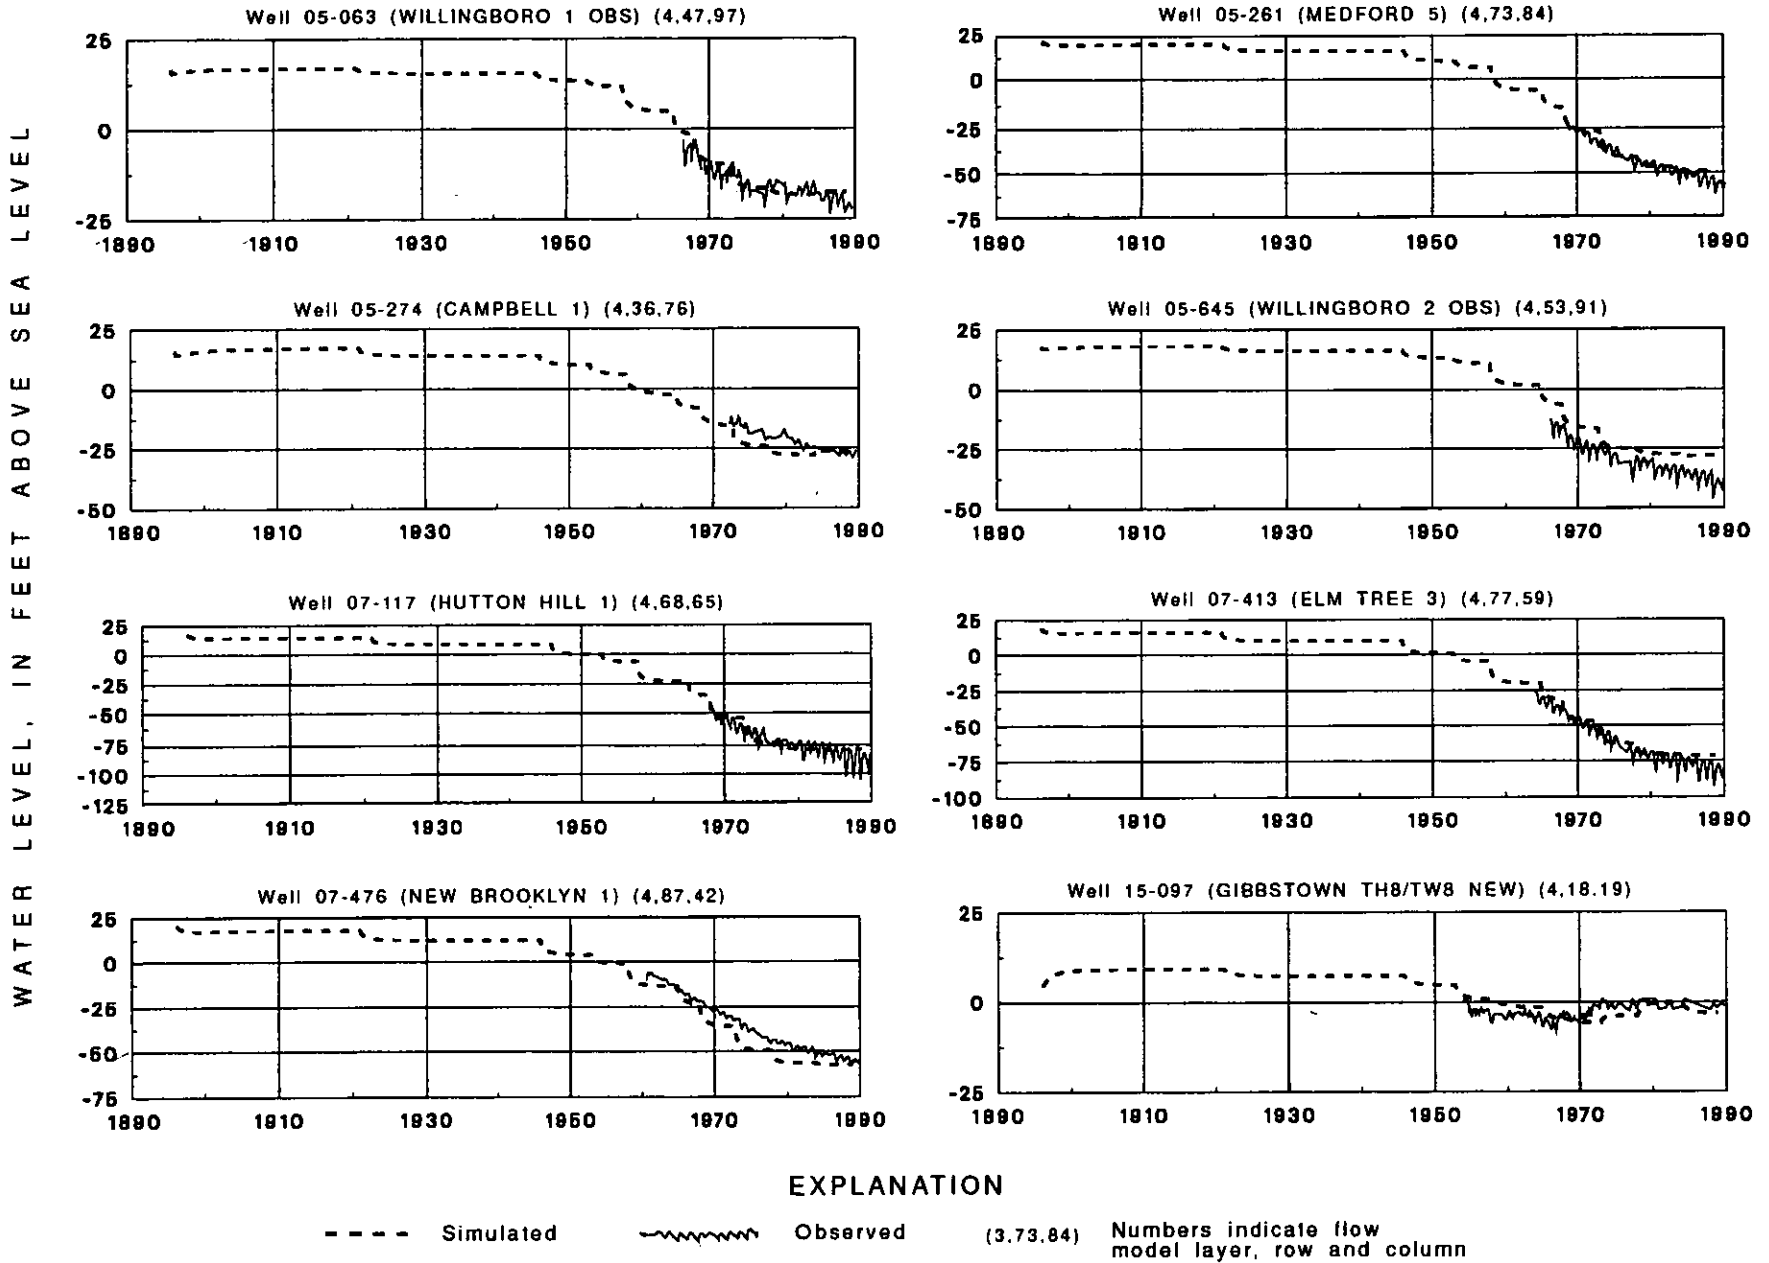 Well 05-063 (WILLINGBORO 1 OBS) (4,47,97)
25
0
-25
1890 1910 1930 1950 1970 1990
Well 05-261 (MEDFORD 5) (4,73,84)
25
0
-25
-50
-75
1890 1910 1930 1950 1970 1990
Well 05-274 (CAMPBELL 1) (4,36,76)
25
0
-25
-50
1890 1910 1930 1950 1970 1990
Well 05-645 (WILLINGBORO 2 OBS) (4,53,91)
25
0
-25
-50
1890 1910 1930 1950 1970 1990
Well 07-117 (HUTTON HILL 1) (4,68,65)
25
0
-25
-50
-75
-100
-125
1890 1910 1930 1950 1970 1990
Well 07-413 (ELM TREE 3) (4,77,59)
25
0
-25
-50
-75
-100
1890 1910 1930 1950 1970 1990
Well 07-476 (NEW BROOKLYN 1) (4,87,42)
25
0
-25
-50
-75
1890 1910 1930 1950 1970 1990
Well 15-097 (GIBBSTOWN TH8/TW8 NEW) (4,18,19)
25
0
-25
1890 1910 1930 1950 1970 1990
WATER LEVEL, IN FEET ABOVE SEA LEVEL
EXPLANATION
Simulated
Observed
(3,73,84) Numbers indicate flow
model layer, row and column